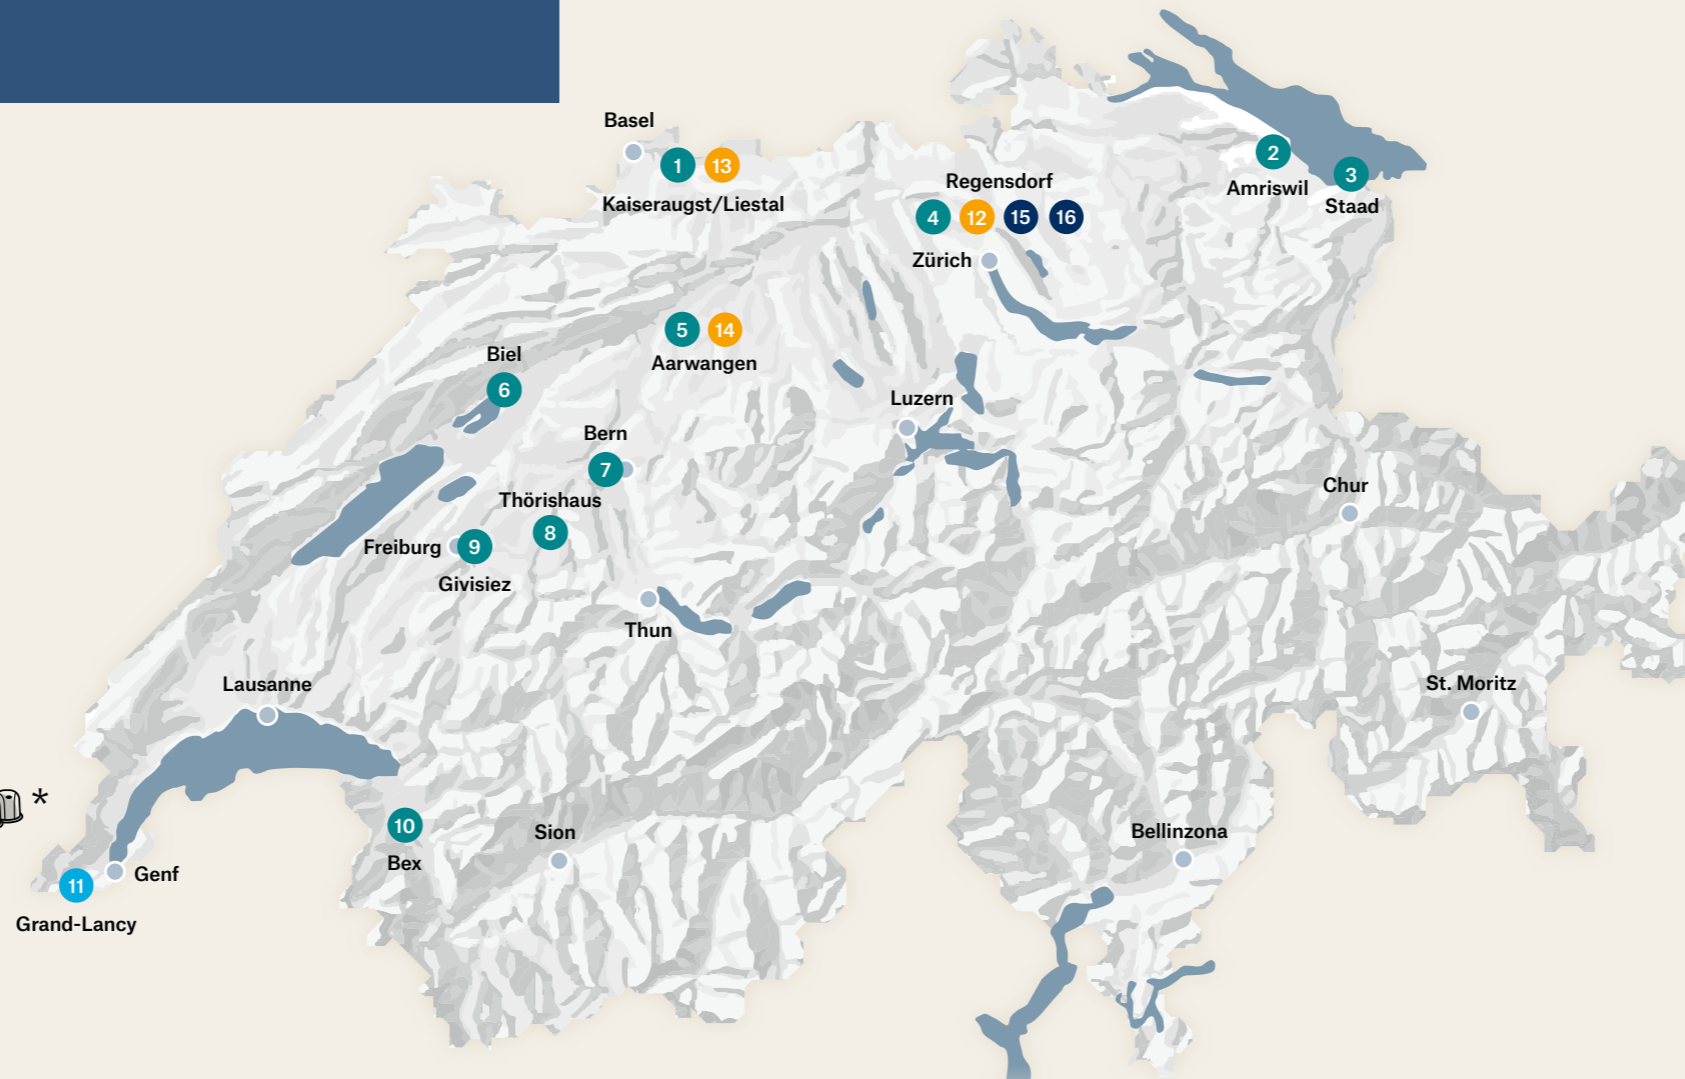 Basel
1 13
Kaiseraugst/Liestal
2
Amriswil
3
Staad
Regensdorf
4 12 15 16
Zürich
5 14
Aarwangen
Biel
6
Luzern
Bern
7
Thörishaus
8
Freiburg 9
Givisiez
Chur
Thun
Lausanne
St. Moritz
*
10
Bex
Sion
Bellinzona
Genf
11
Grand-Lancy